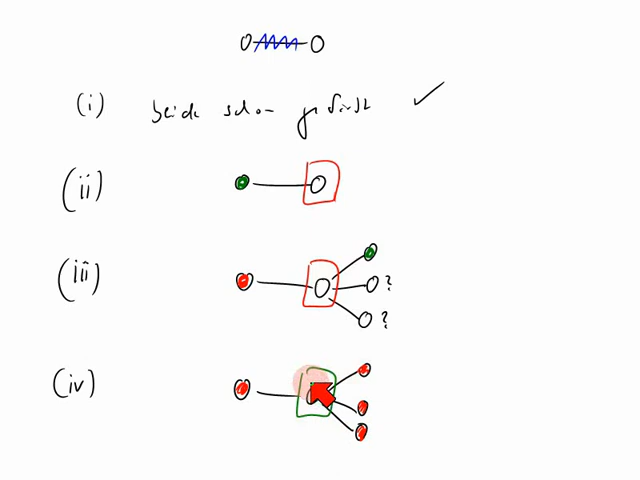 (i) beide schon gefärbt ✓
(ii)
(iii) ?
?
(iv)